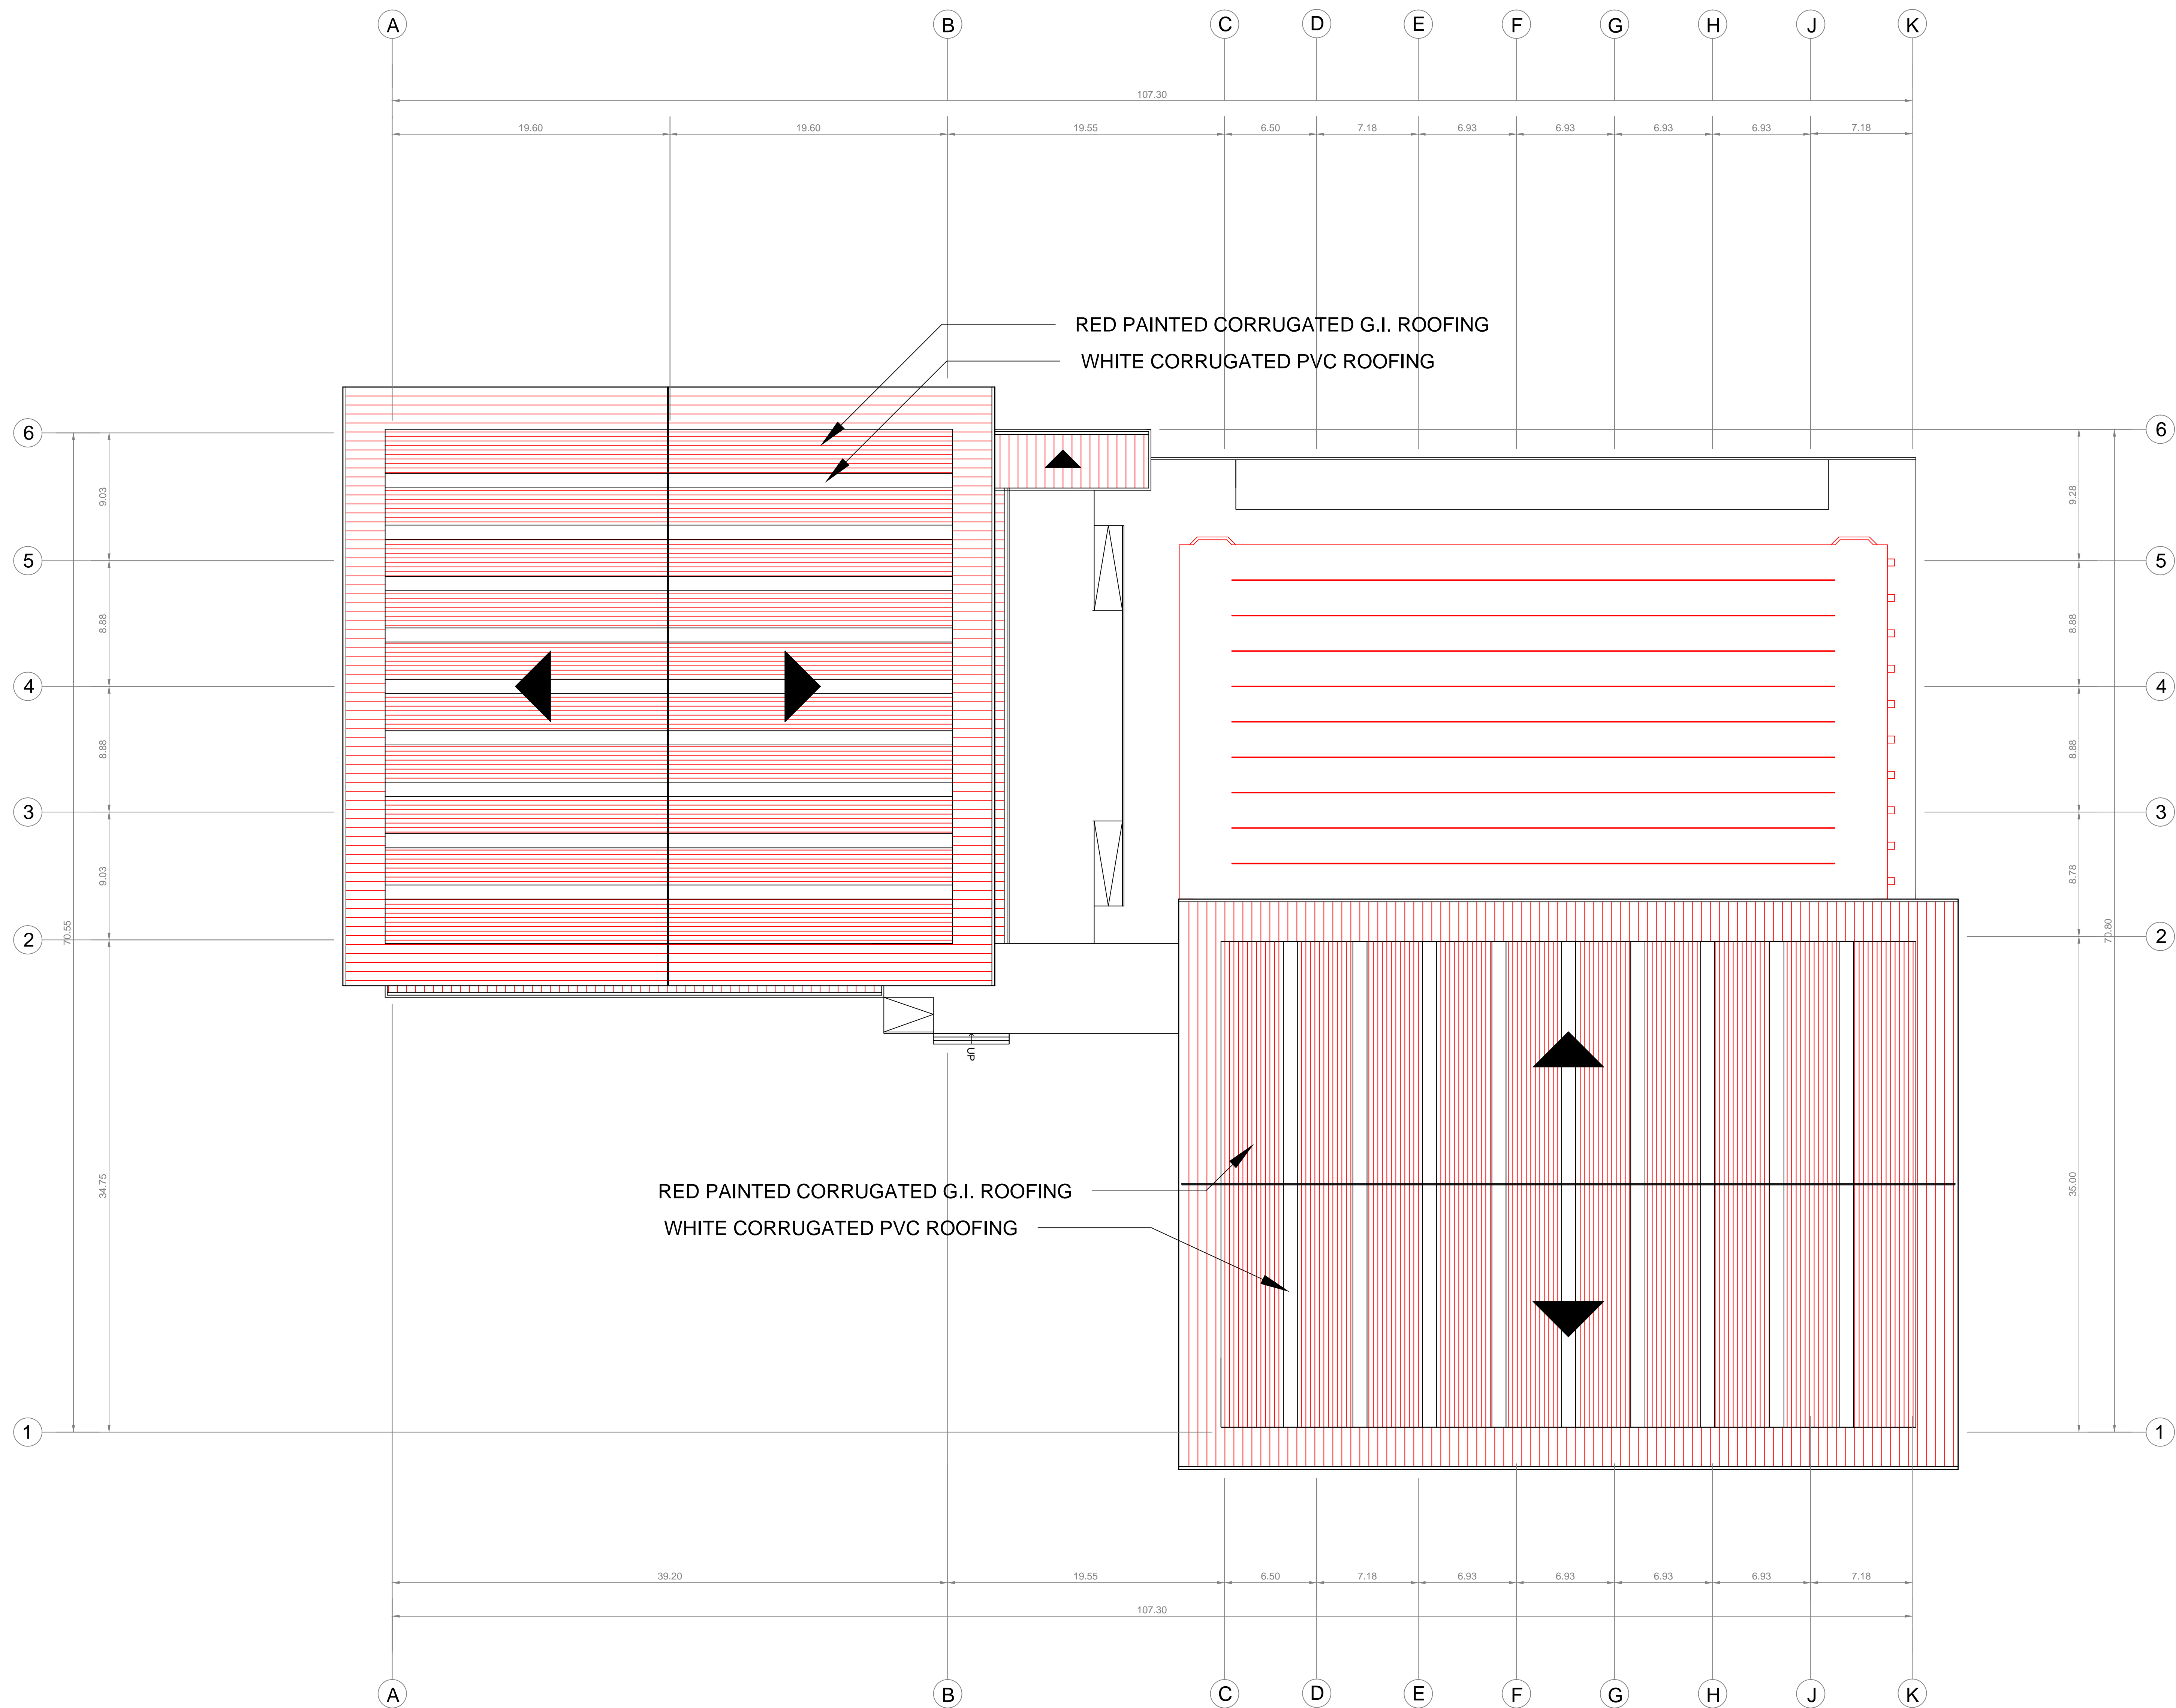 A B C D E F G H J K
107.30
19.60 19.60 19.55 6.50 7.18 6.93 6.93 6.93 6.93 7.18
RED PAINTED CORRUGATED G.I. ROOFING
WHITE CORRUGATED PVC ROOFING
6 6
9.03 9.28
5 5
8.88 8.88
4 4
8.88 8.88
3 3
9.03 8.78
70.55 70.80
2 2
UP
34.75 35.00
RED PAINTED CORRUGATED G.I. ROOFING
WHITE CORRUGATED PVC ROOFING
1 1
39.20 19.55 6.50 7.18 6.93 6.93 6.93 6.93 7.18
107.30
A B C D E F G H J K